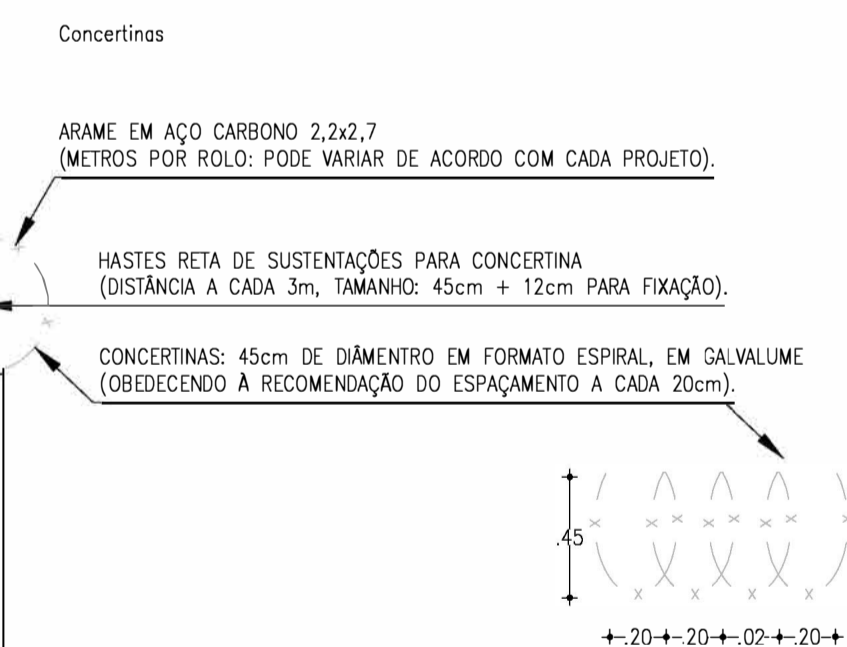 Concertinas
ARAME EM AÇO CARBONO 2,2x2,7
(METROS POR ROLO: PODE VARIAR DE ACORDO COM CADA PROJETO).
HASTES RETA DE SUSTENTAÇÕES PARA CONCERTINA
(DISTÂNCIA A CADA 3m, TAMANHO: 45cm + 12cm PARA FIXAÇÃO).
CONCERTINAS: 45cm DE DIÂMENTRO EM FORMATO ESPIRAL, EM GALVALUME
(OBEDECENDO À RECOMENDAÇÃO DO ESPAÇAMENTO A CADA 20cm).
.45
.20 .20 .02 .20